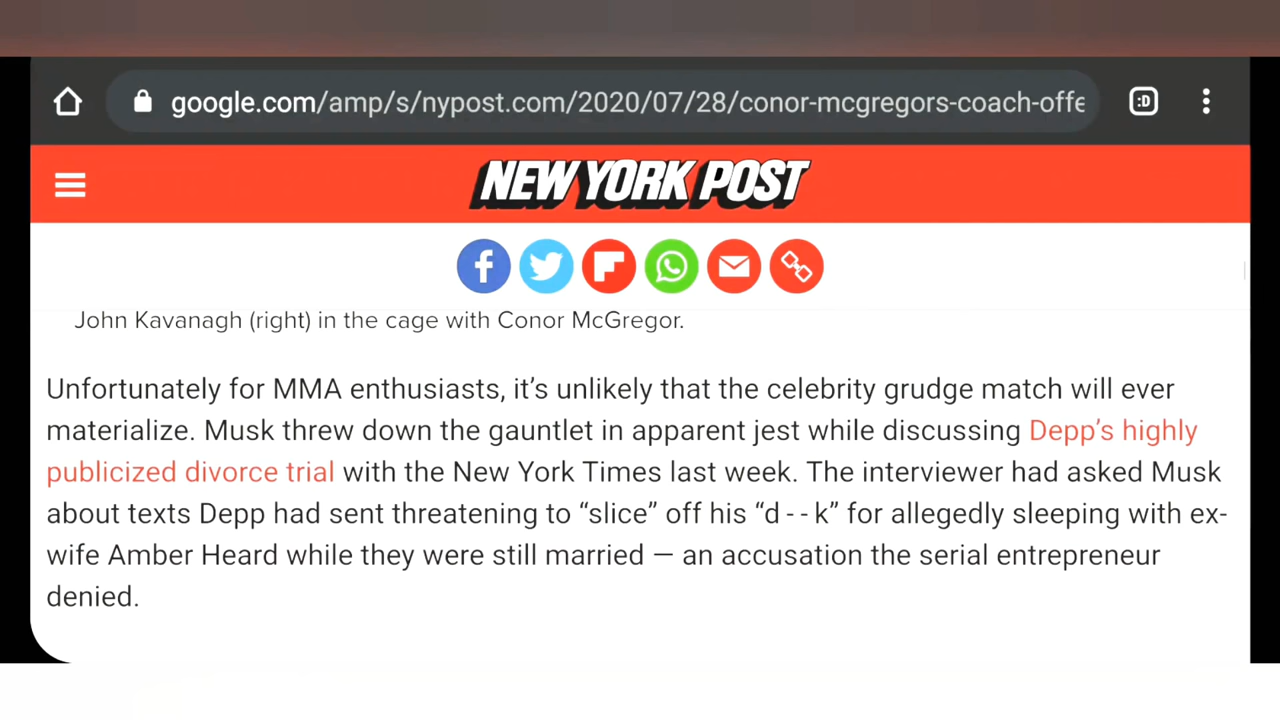 google.com/amp/s/nypost.com/2020/07/28/conor-mcgregors-coach-offe
:D
NEW YORK POST
John Kavanagh (right) in the cage with Conor McGregor.
Unfortunately for MMA enthusiasts, it’s unlikely that the celebrity grudge match will ever
materialize. Musk threw down the gauntlet in apparent jest while discussing Depp’s highly
publicized divorce trial with the New York Times last week. The interviewer had asked Musk
about texts Depp had sent threatening to “slice” off his “d - - k” for allegedly sleeping with ex-
wife Amber Heard while they were still married — an accusation the serial entrepreneur
denied.